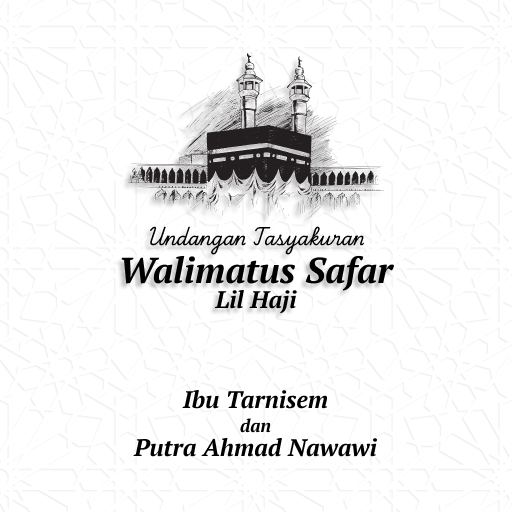 Undangan Tasyakuran
Walimatus Safar
Lil Haji
Ibu Tarnisem
dan
Putra Ahmad Nawawi